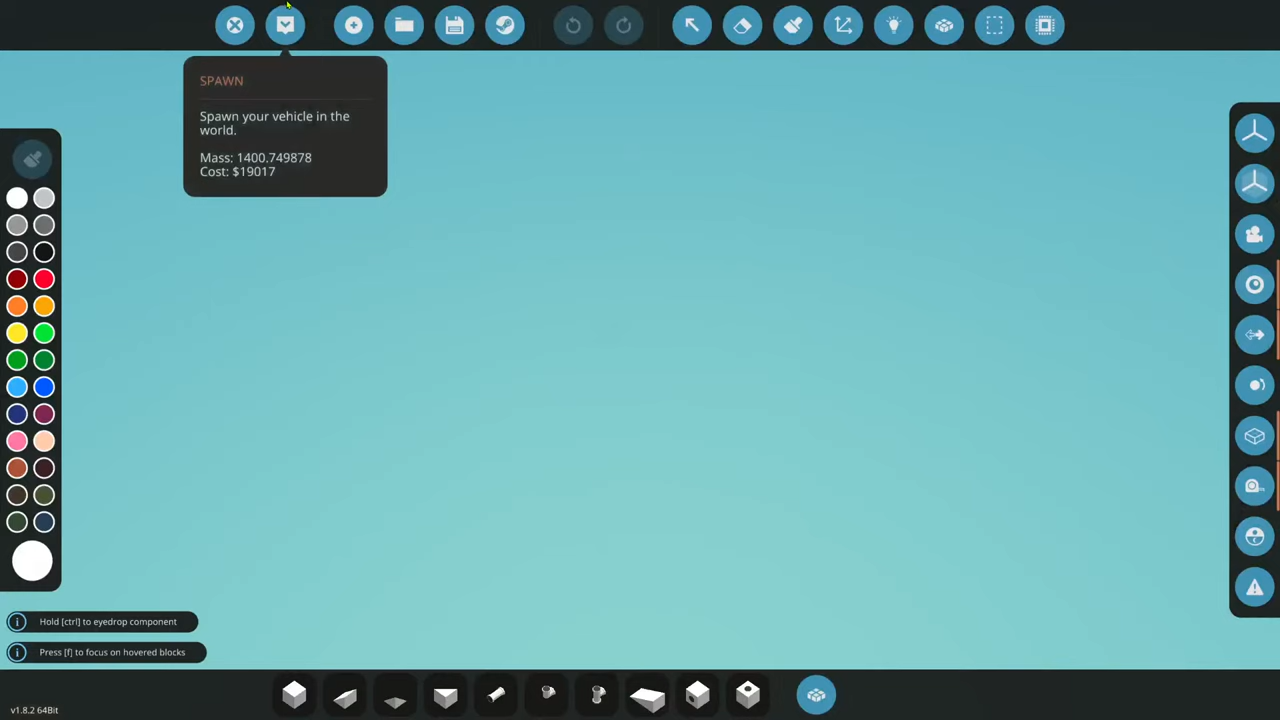 SPAWN
Spawn your vehicle in the
world.
Mass: 1400.749878
Cost: $19017
Hold [ctrl] to eyedrop component
Press [f] to focus on hovered blocks
v1.8.2 64Bit